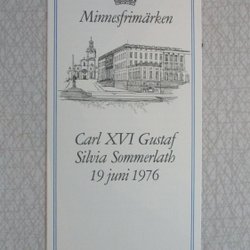 Minnesfrimärken
Carl XVI Gustaf
Silvia Sommerlath
19 juni 1976